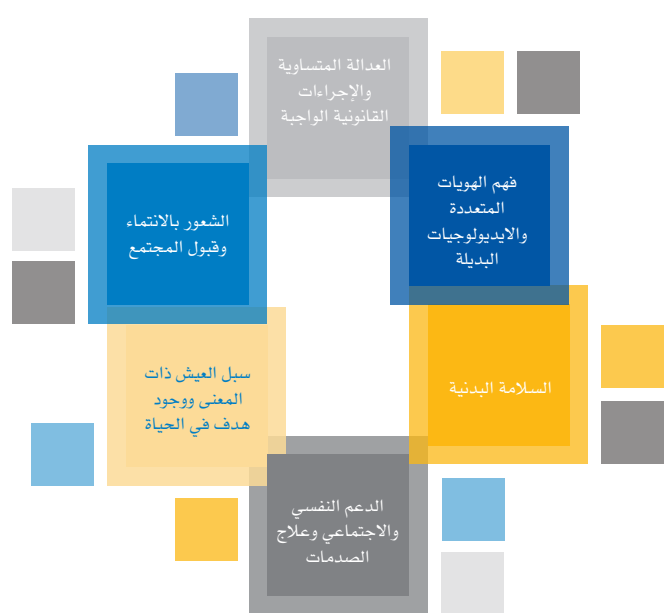 العدالة المتساوية
والإجراءات
القانونية الواجبة
فهم الهويات
المتعددة
والايديولوجيات
البديلة
الشعور بالانتماء
وقبول المجتمع
السلامة البدنية
سبل العيش ذات
المعنى ووجود
هدف في الحياة
الدعم النفسي
والاجتماعي وعلاج
الصدمات